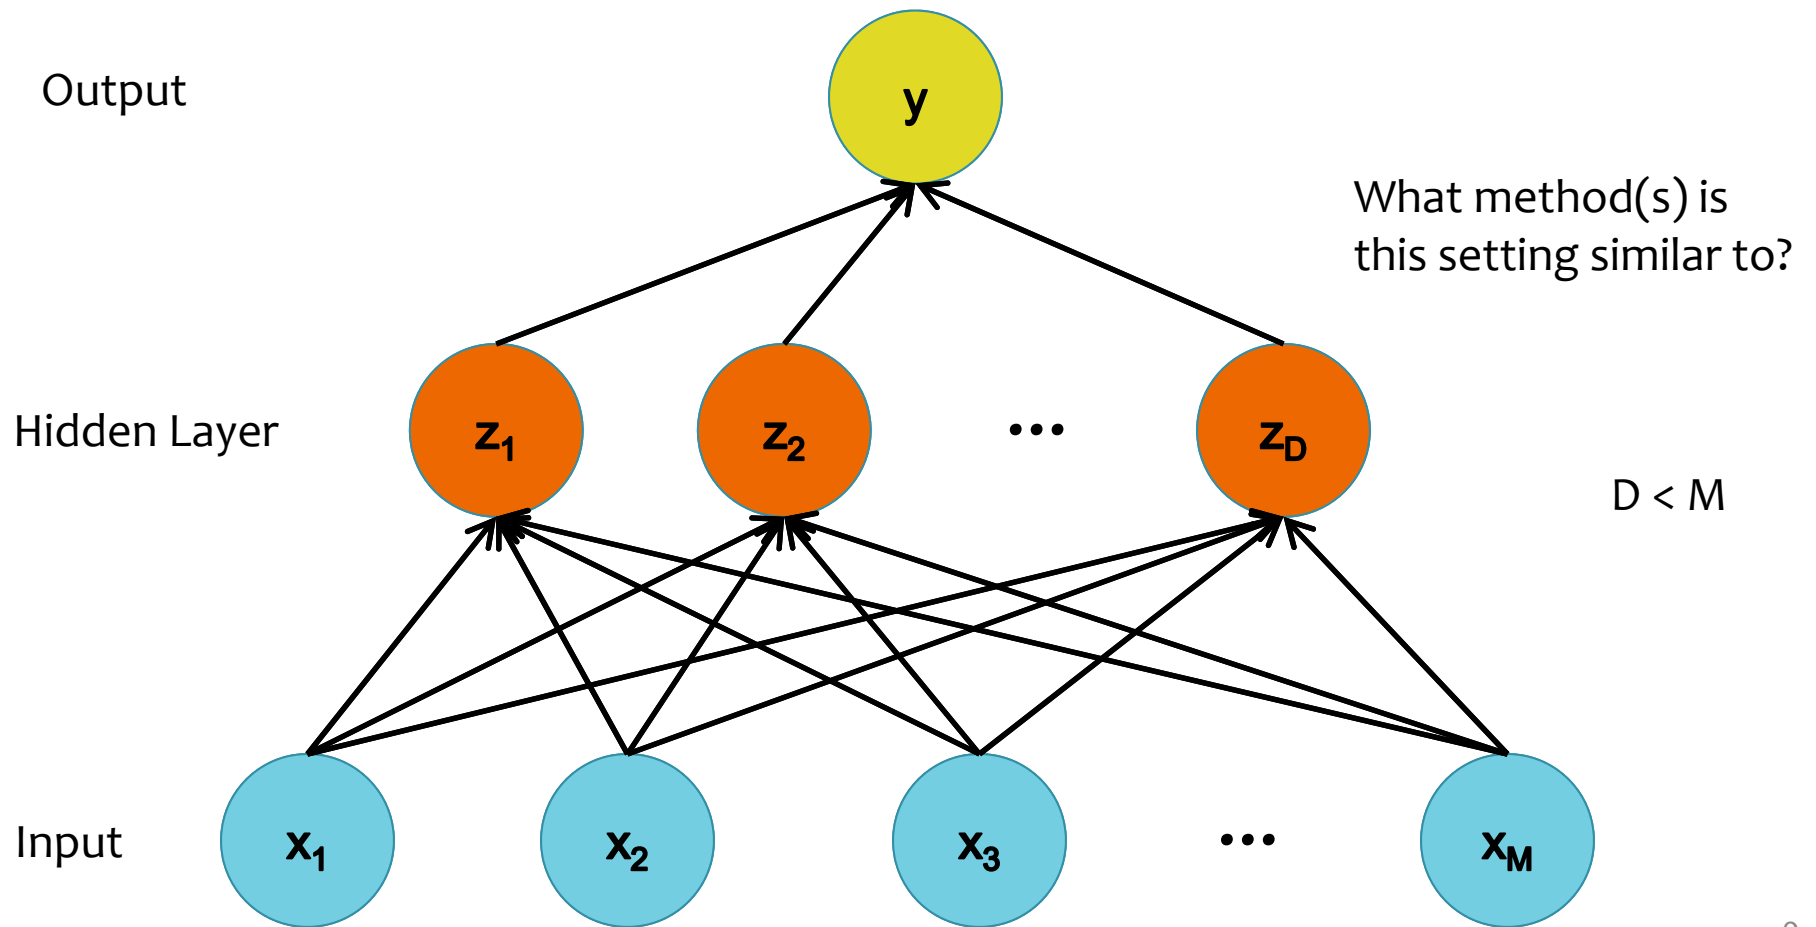 Output
y
What method(s) is
this setting similar to?
Hidden Layer
z1
z2
...
zD
D < M
Input
x1
x2
x3
...
xM